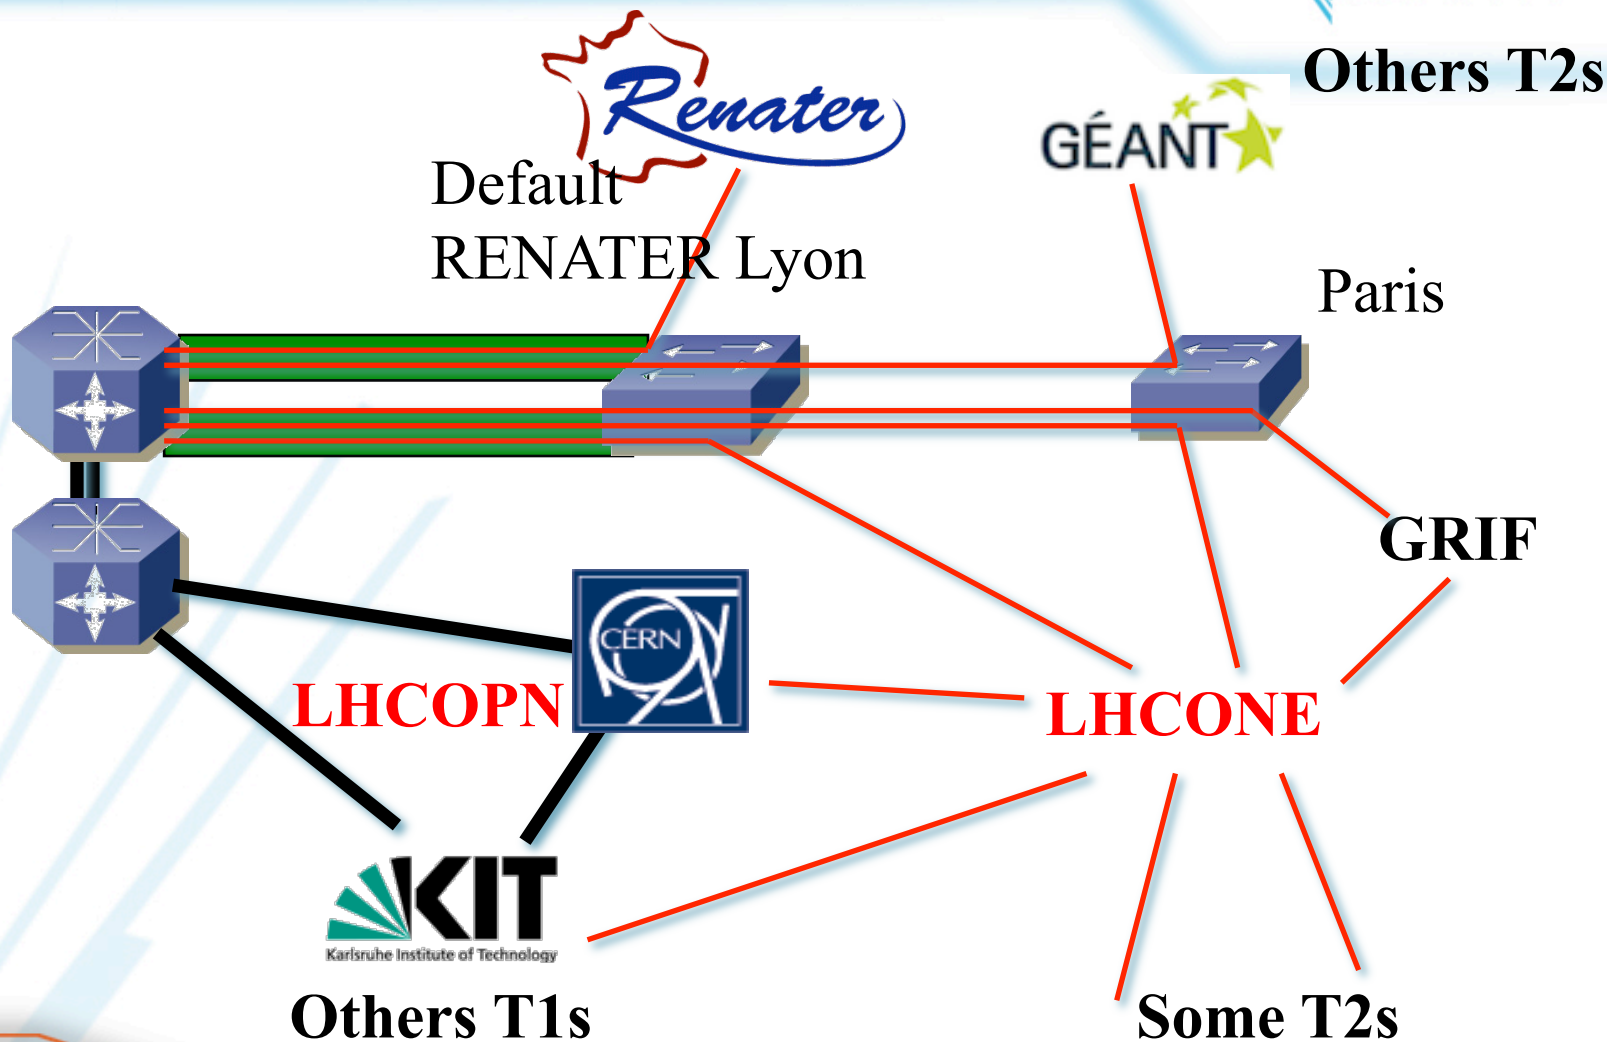 Others T2s
Renater
GÉANT
Default
RENATER Lyon
Paris
GRIF
CERN
LHCOPN
LHCONE
KIT
Karlsruhe Institute of Technology
Others T1s
Some T2s